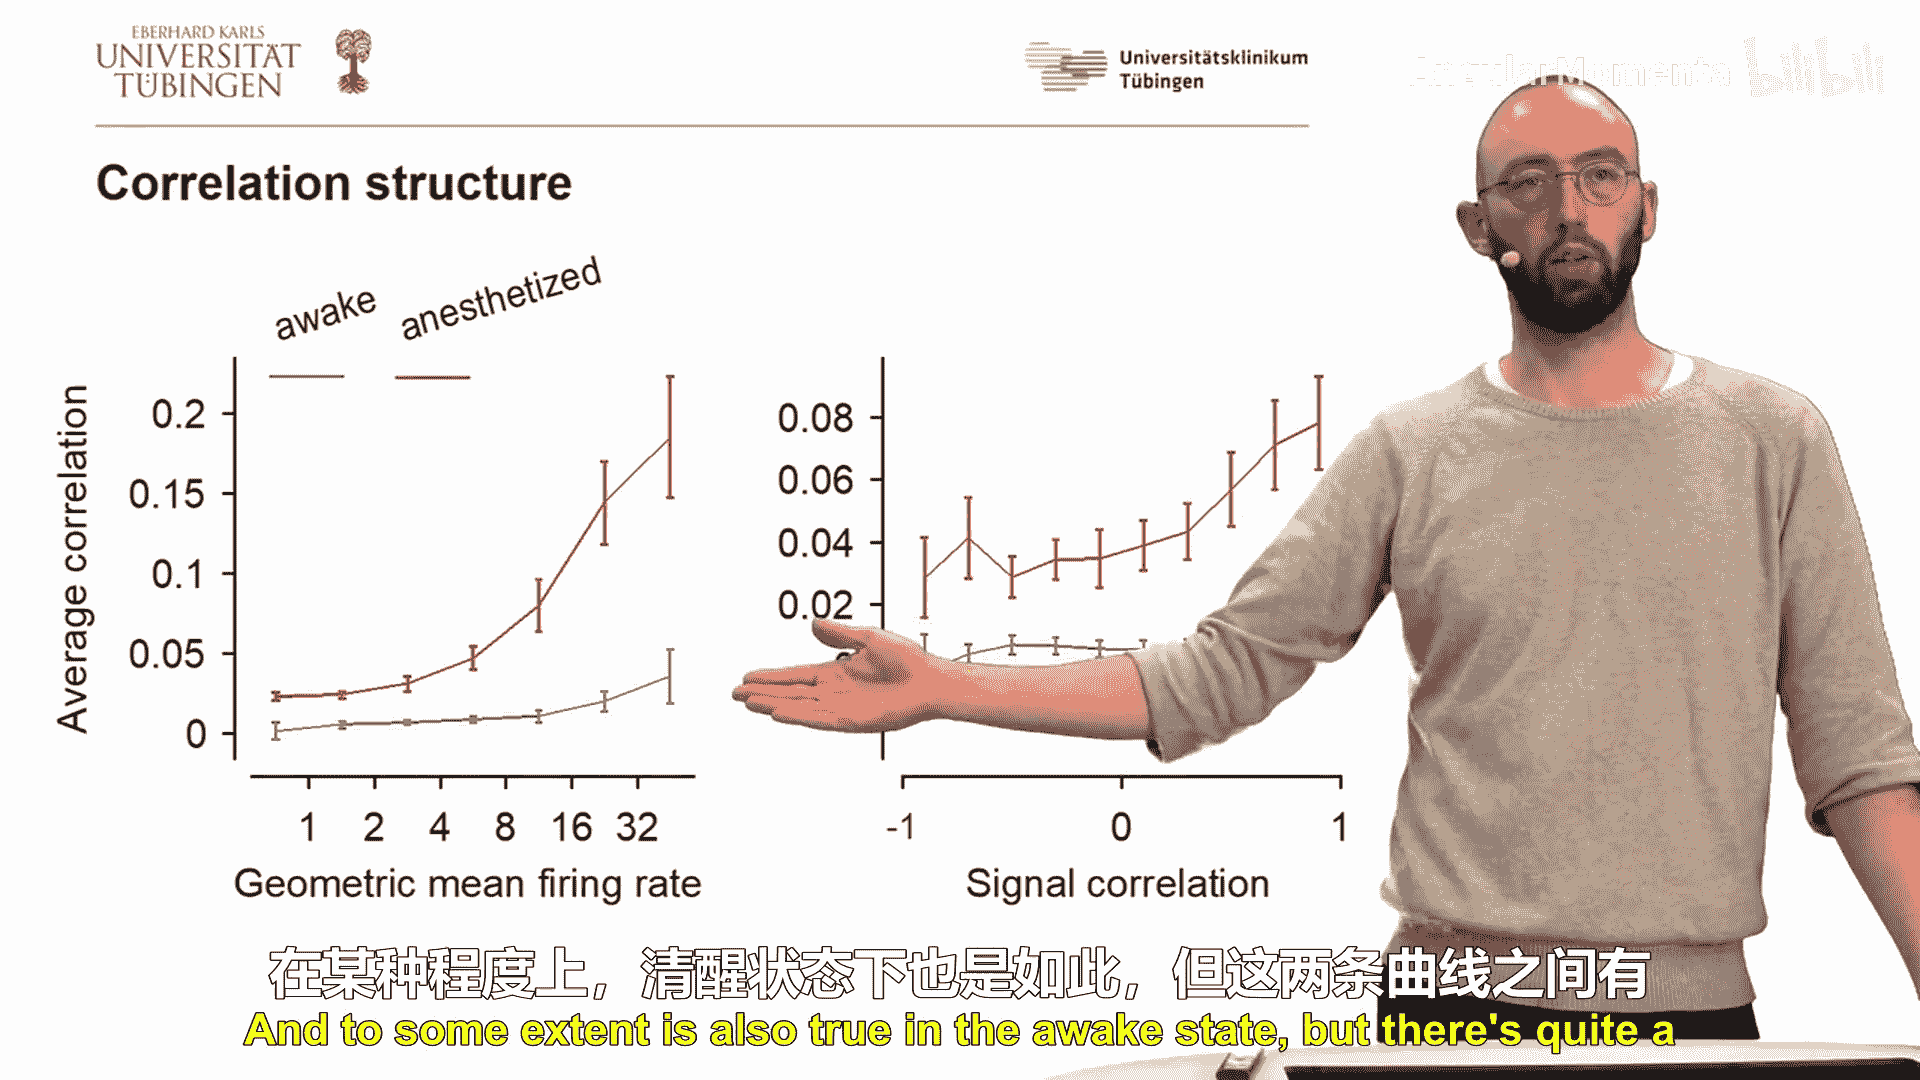 EBERHARD KARLS
UNIVERSITÄT
TÜBINGEN
Universitätsklinikum
Tübingen
AngularMomenta bilibili
Correlation structure
awake
anesthetized
Average correlation
0.2
0.15
0.1
0.05
0
1 2 4 8 16 32
Geometric mean firing rate
0.08
0.06
0.04
0.02
-1 0 1
Signal correlation
在某种程度上，清醒状态下也是如此，但这两条曲线之间有
And to some extent is also true in the awake state, but there's quite a